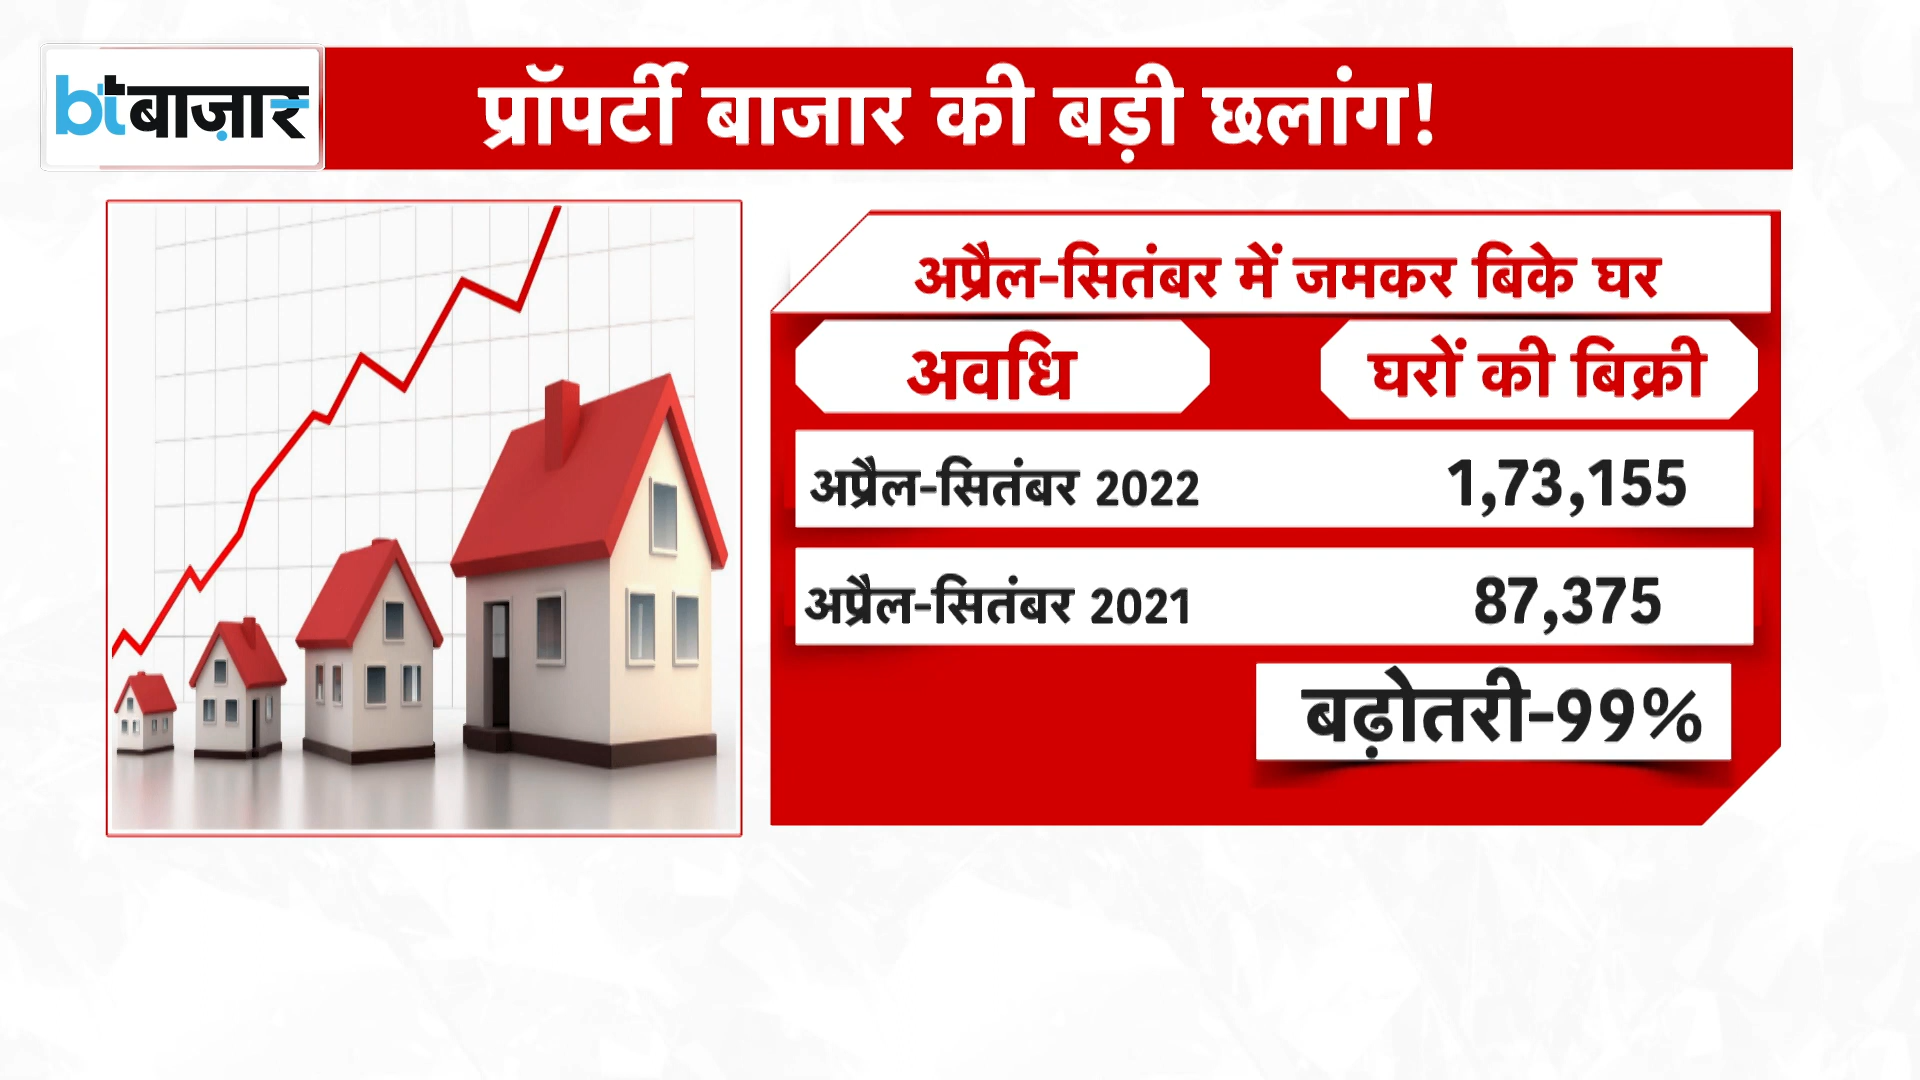 btबाज़ार
प्रॉपर्टी बाजार की बड़ी छलांग!
अप्रैल-सितंबर में जमकर बिके घर
अवधि घरों की बिक्री
अप्रैल-सितंबर 2022 1,73,155
अप्रैल-सितंबर 2021 87,375
बढ़ोतरी-99%